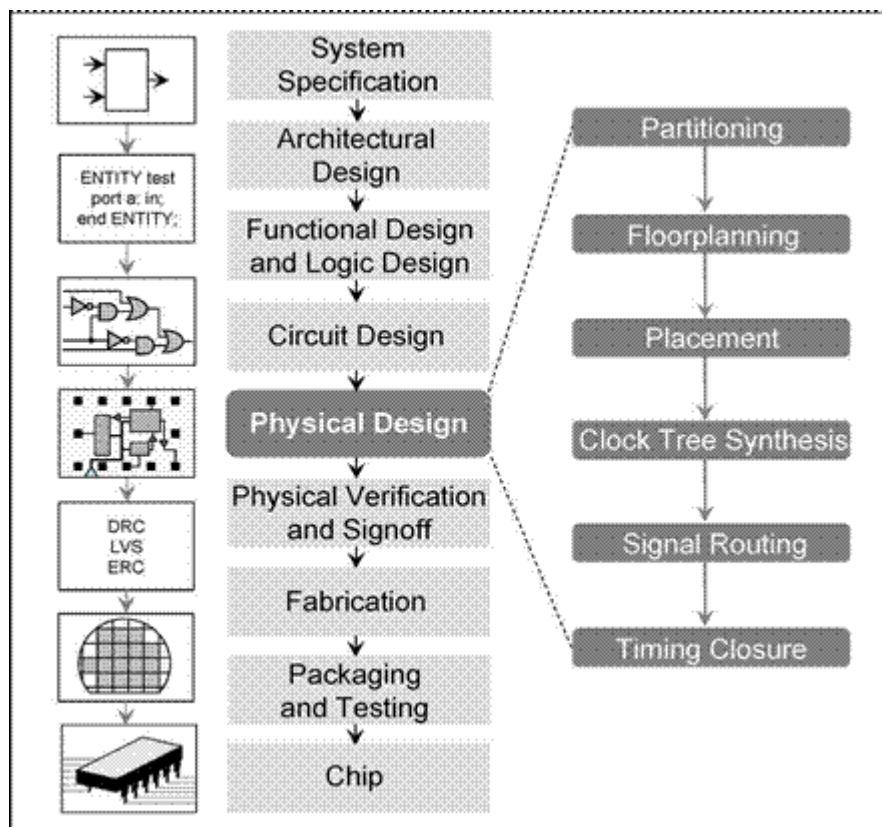 System
Specification
Architectural
Design
Functional Design
and Logic Design
Circuit Design
Physical Design
Physical Verification
and Signoff
Fabrication
Packaging
and Testing
Chip
ENTITY test
port a: in;
end ENTITY;
DRC
LVS
ERC
Partitioning
Floorplanning
Placement
Clock Tree Synthesis
Signal Routing
Timing Closure